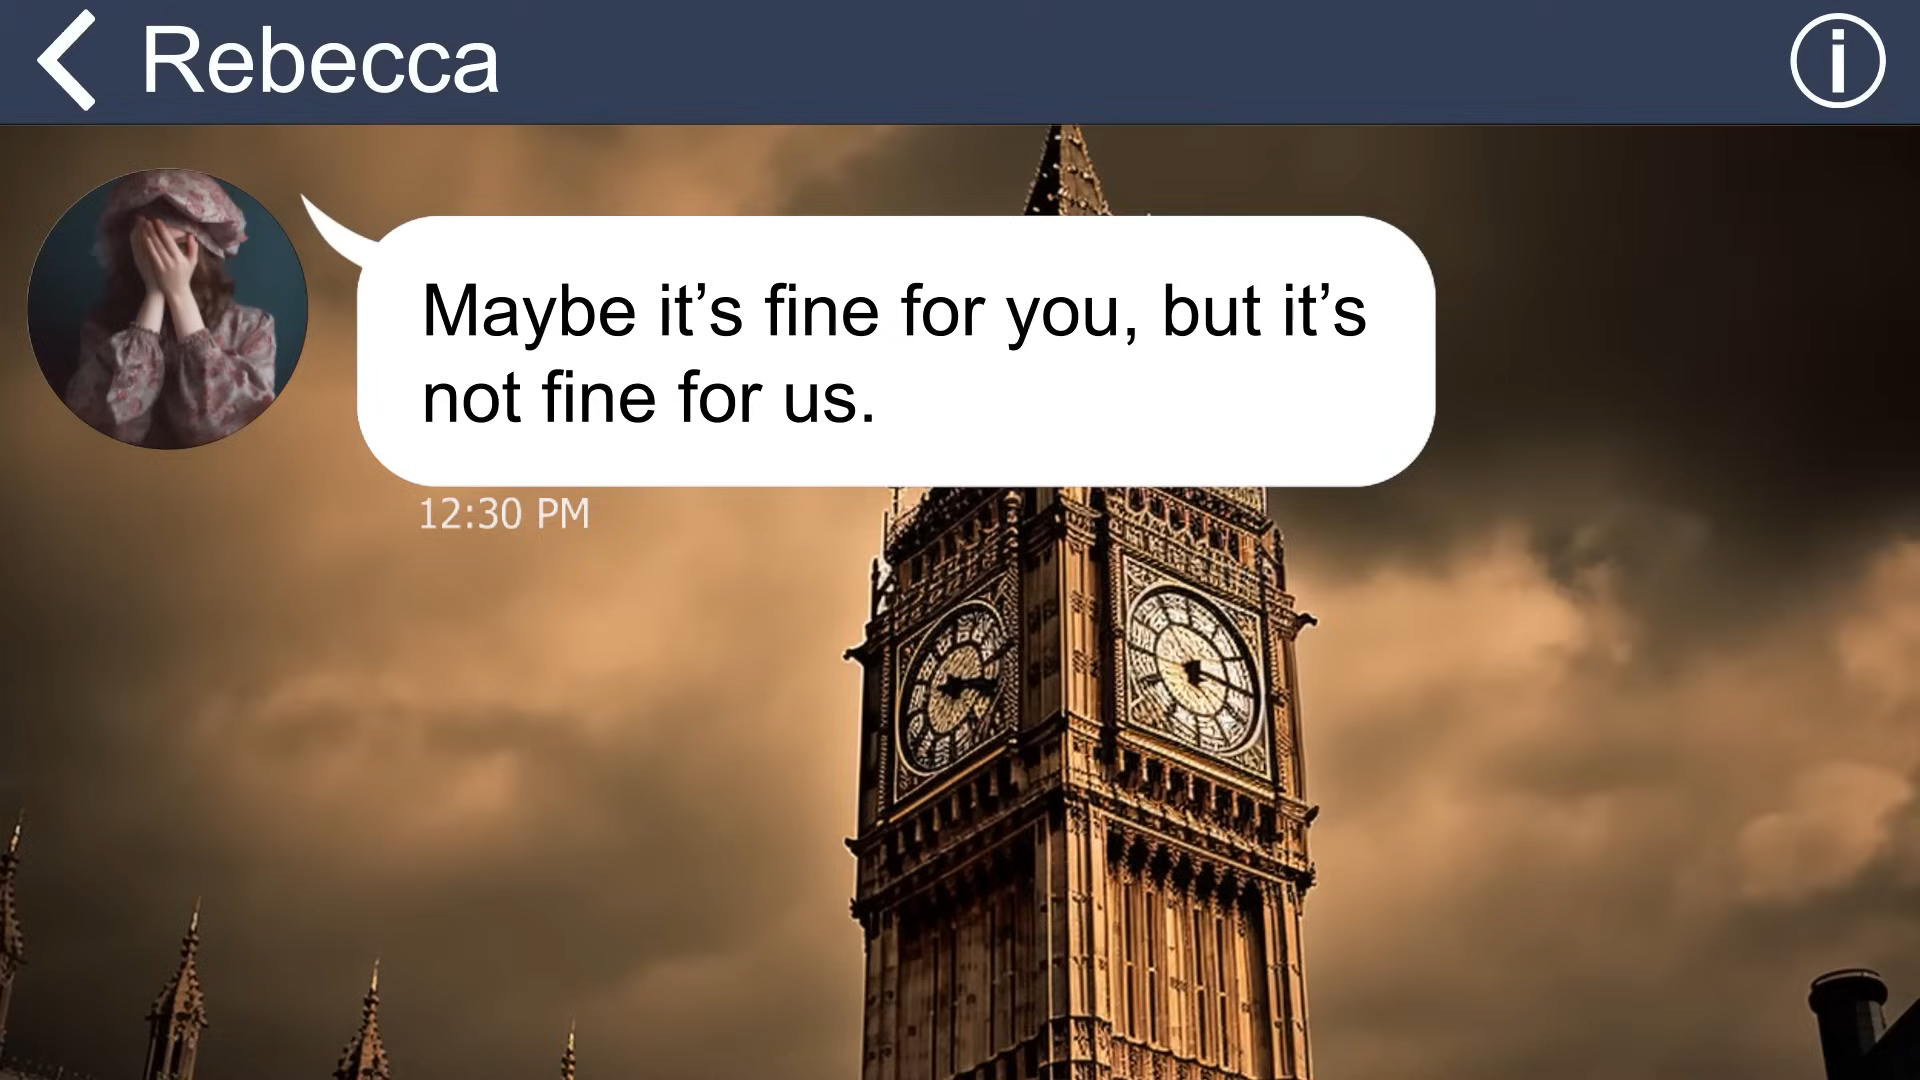 Rebecca
Maybe it’s fine for you, but it’s
not fine for us.
12:30 PM